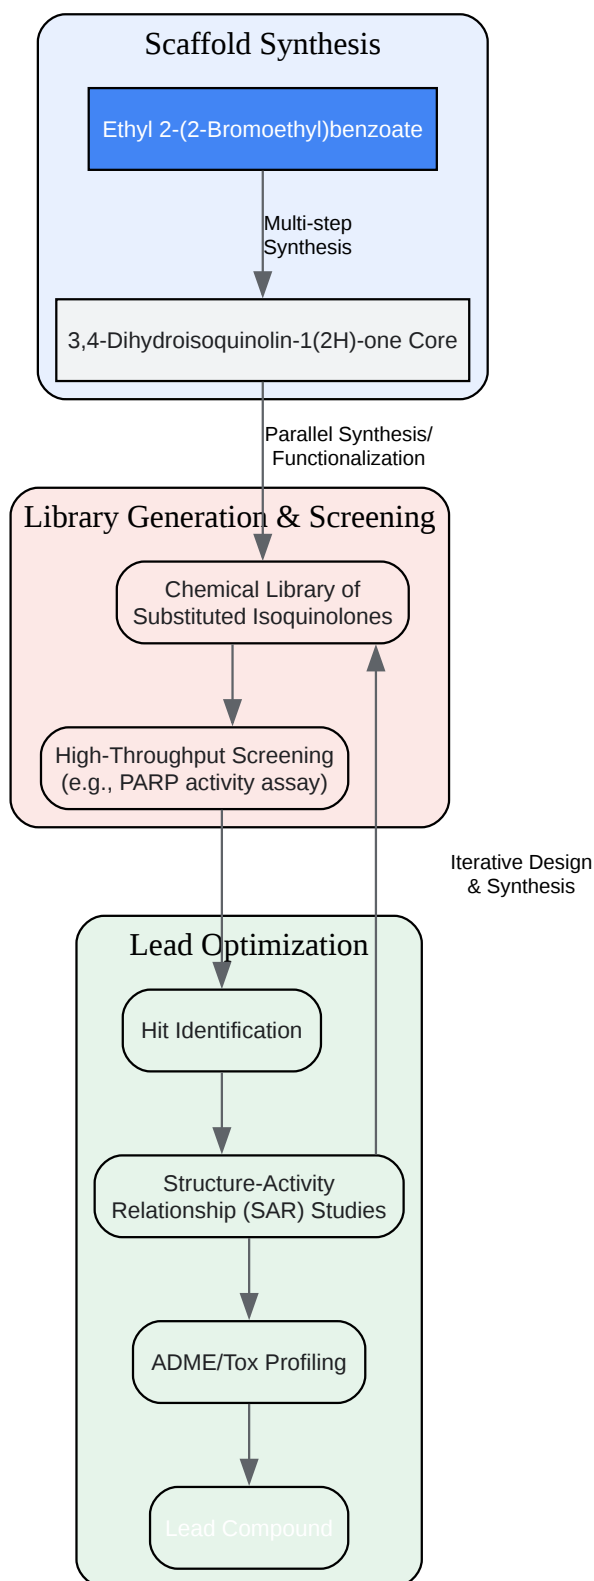 Scaffold Synthesis
Ethyl 2-(2-Bromoethyl)benzoate
Multi-step
Synthesis
3,4-Dihydroisoquinolin-1(2H)-one Core
Parallel Synthesis/
Functionalization
Library Generation & Screening
Chemical Library of
Substituted Isoquinolones
High-Throughput Screening
(e.g., PARP activity assay)
Iterative Design
& Synthesis
Lead Optimization
Hit Identification
Structure-Activity
Relationship (SAR) Studies
ADME/Tox Profiling
Lead Compound